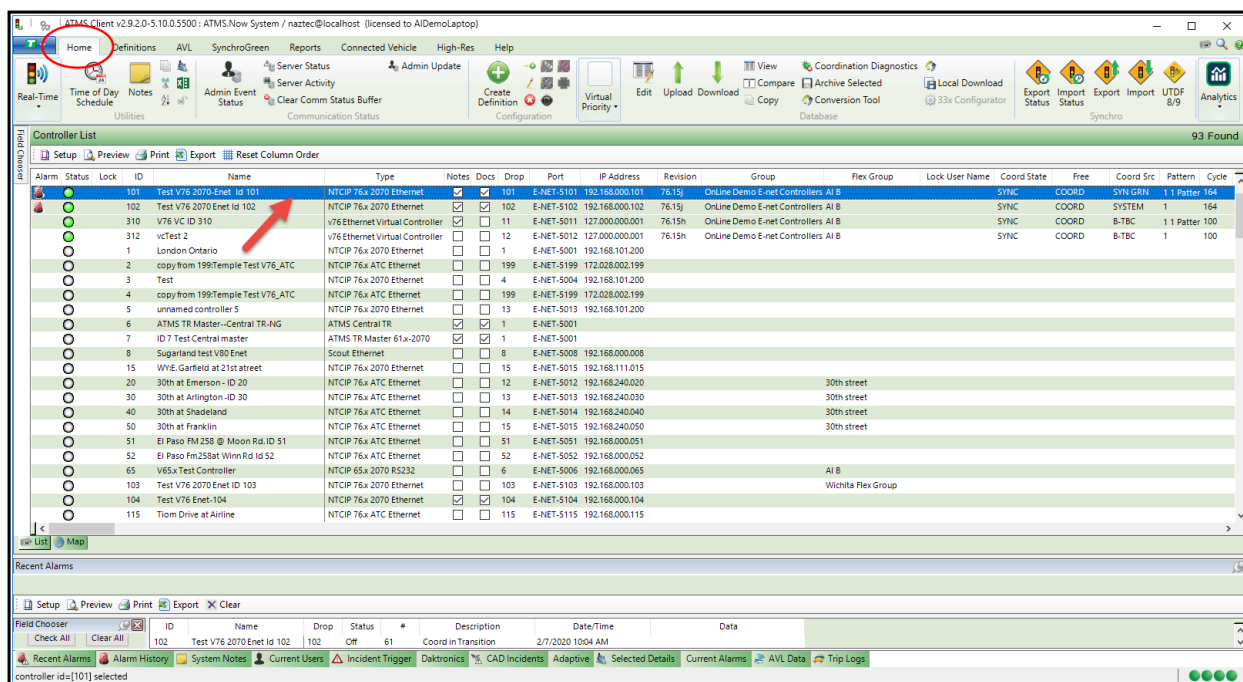 ATMS Client v2.9.2.0-5.10.0.5500 : ATMS.Now System / naztec@localhost (licensed to AIDemoLaptop)
Home Definitions AVL SynchroGreen Reports Connected Vehicle High-Res Help
Server Status Admin Update View Coordination Diagnostics
Server Activity Compare Archive Selected Local Download
Real-Time Time of Day Schedule Notes Admin Event Status Clear Comm Status Buffer Create Definition Virtual Priority Edit Upload Download Copy Conversion Tool 33x Configurator Export Status Import Status Export Import UTDF 8/9 Analytics
Utilities Communication Status Configuration Database Synchro
Field Chooser
Controller List 93 Found
Setup Preview Print Export Reset Column Order
Alarm Status Lock ID Name Type Notes Docs Drop Port IP Address Revision Group Flex Group Lock User Name Coord State Free Coord Src Pattern Cycle
101 Test V76 2070-Enet Id 101 NTCIP 76.x 2070 Ethernet 101 E-NET-5101 192.168.000.101 76.15j OnLine Demo E-net Controllers AI B SYNC COORD SYN GRN 1 1 Patter 164
102 Test V76 2070 Enet Id 102 NTCIP 76.x 2070 Ethernet 102 E-NET-5102 192.168.000.102 76.15j OnLine Demo E-net Controllers AI B SYNC COORD SYSTEM 1 164
310 V76 VC ID 310 v76 Ethernet Virtual Controller 11 E-NET-5011 127.000.000.001 76.15h OnLine Demo E-net Controllers AI B SYNC COORD B-TBC 1 1 Patter 100
312 vcTest 2 v76 Ethernet Virtual Controller 12 E-NET-5012 127.000.000.001 76.15h OnLine Demo E-net Controllers AI B SYNC COORD B-TBC 1 100
1 London Ontario NTCIP 76.x 2070 Ethernet 1 E-NET-5001 192.168.101.200
2 copy from 199:Temple Test V76_ATC NTCIP 76.x ATC Ethernet 199 E-NET-5199 172.028.002.199
3 Test NTCIP 76.x 2070 Ethernet 4 E-NET-5004 192.168.101.200
4 copy from 199:Temple Test V76_ATC NTCIP 76.x ATC Ethernet 199 E-NET-5199 172.028.002.199
5 unnamed controller 5 NTCIP 76.x 2070 Ethernet 13 E-NET-5013 192.168.101.200
6 ATMS TR Master--Central TR-NG ATMS Central TR 1 E-NET-5001
7 ID 7 Test Central master ATMS TR Master 61.x-2070 1 E-NET-5001
8 Sugarland test V80 Enet Scout Ethernet 8 E-NET-5008 192.168.000.008
15 WY:E. Garfield at 21st atreet NTCIP 76.x 2070 Ethernet 15 E-NET-5015 192.168.111.015
20 30th at Emerson - ID 20 NTCIP 76.x ATC Ethernet 12 E-NET-5012 192.168.240.020 30th street
30 30th at Arlington -ID 30 NTCIP 76.x ATC Ethernet 13 E-NET-5013 192.168.240.030 30th street
40 30th at Shadeland NTCIP 76.x ATC Ethernet 14 E-NET-5014 192.168.240.040 30th street
50 30th at Franklin NTCIP 76.x ATC Ethernet 15 E-NET-5015 192.168.240.050 30th street
51 El Paso FM 258 @ Moon Rd. ID 51 NTCIP 76.x ATC Ethernet 51 E-NET-5051 192.168.000.051
52 El Paso Fm258at Winn Rd Id 52 NTCIP 76.x ATC Ethernet 52 E-NET-5052 192.168.000.052
65 V65.x Test Controller NTCIP 65.x 2070 RS232 6 E-NET-5006 192.168.000.065 AI B
103 Test V76 2070 Enet ID 103 NTCIP 76.x 2070 Ethernet 103 E-NET-5103 192.168.000.103 Wichita Flex Group
104 Test V76 Enet-104 NTCIP 76.x 2070 Ethernet 104 E-NET-5104 192.168.000.104
115 Tiom Drive at Airline NTCIP 76.x ATC Ethernet 115 E-NET-5115 192.168.000.115
List Map
Recent Alarms
Setup Preview Print Export Clear
Field Chooser ID Name Drop Status # Description Date/Time Data
Check All Clear All 102 Test V76 2070 Enet Id 102 102 Off 61 Coord in Transition 2/7/2020 10:04 AM
Recent Alarms Alarm History System Notes Current Users Incident Trigger Daktronics CAD Incidents Adaptive Selected Details Current Alarms AVL Data Trip Logs
controller id=[101] selected